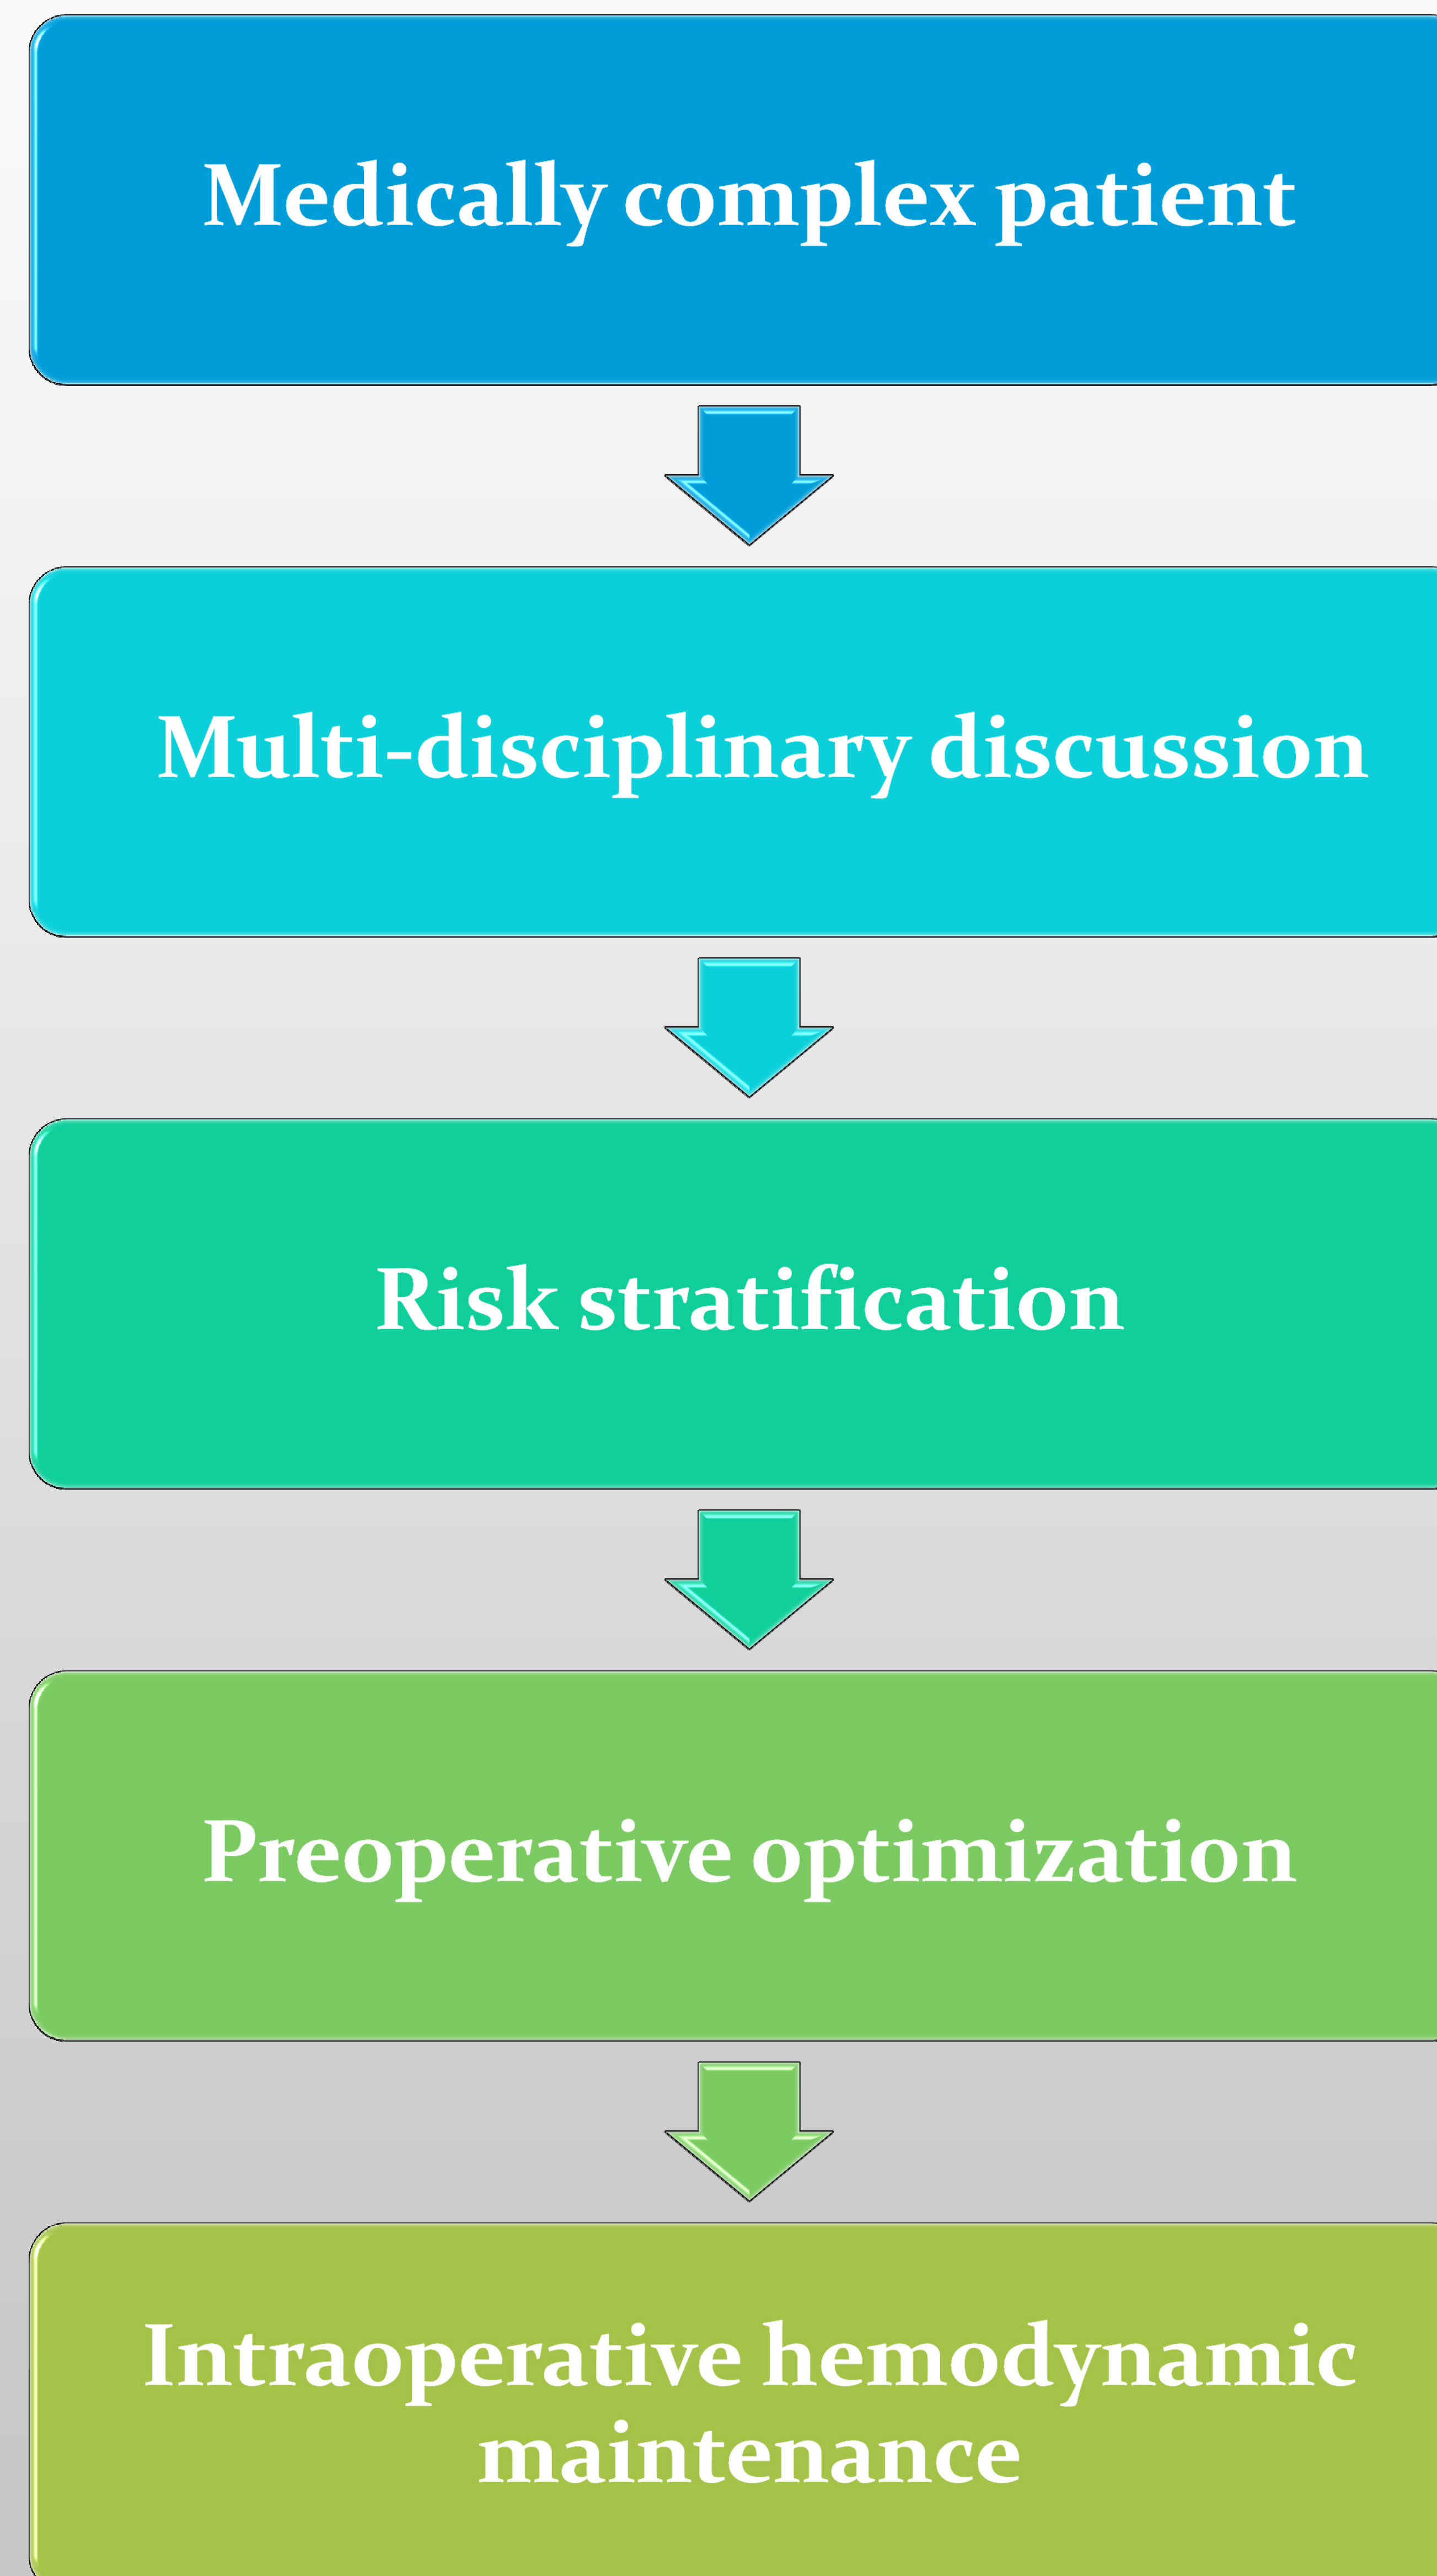 Medically complex patient
Multi-disciplinary discussion
Risk stratification
Preoperative optimization
Intraoperative hemodynamic
maintenance